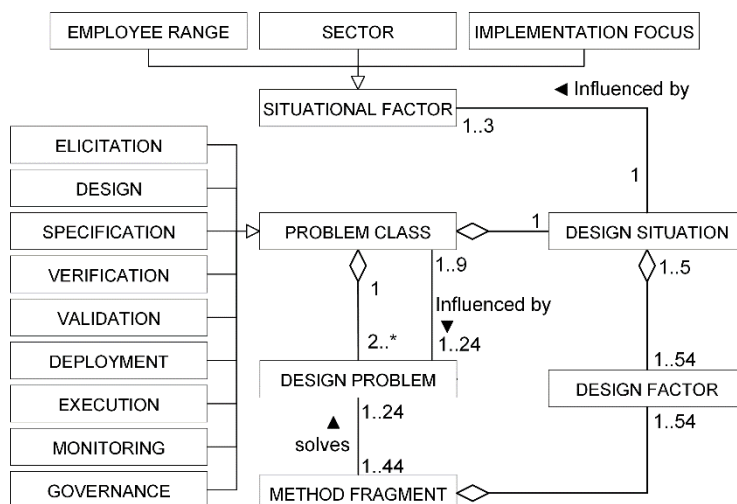 EMPLOYEE RANGE
SECTOR
IMPLEMENTATION FOCUS
SITUATIONAL FACTOR
◄ Influenced by
1..3
1
ELICITATION
DESIGN
SPECIFICATION
VERIFICATION
VALIDATION
DEPLOYMENT
EXECUTION
MONITORING
GOVERNANCE
PROBLEM CLASS
1
DESIGN SITUATION
1
1..9
1..5
Influenced by
▼
2..*
1..24
1..54
DESIGN PROBLEM
DESIGN FACTOR
1..24
1..54
▲
solves
1..44
METHOD FRAGMENT